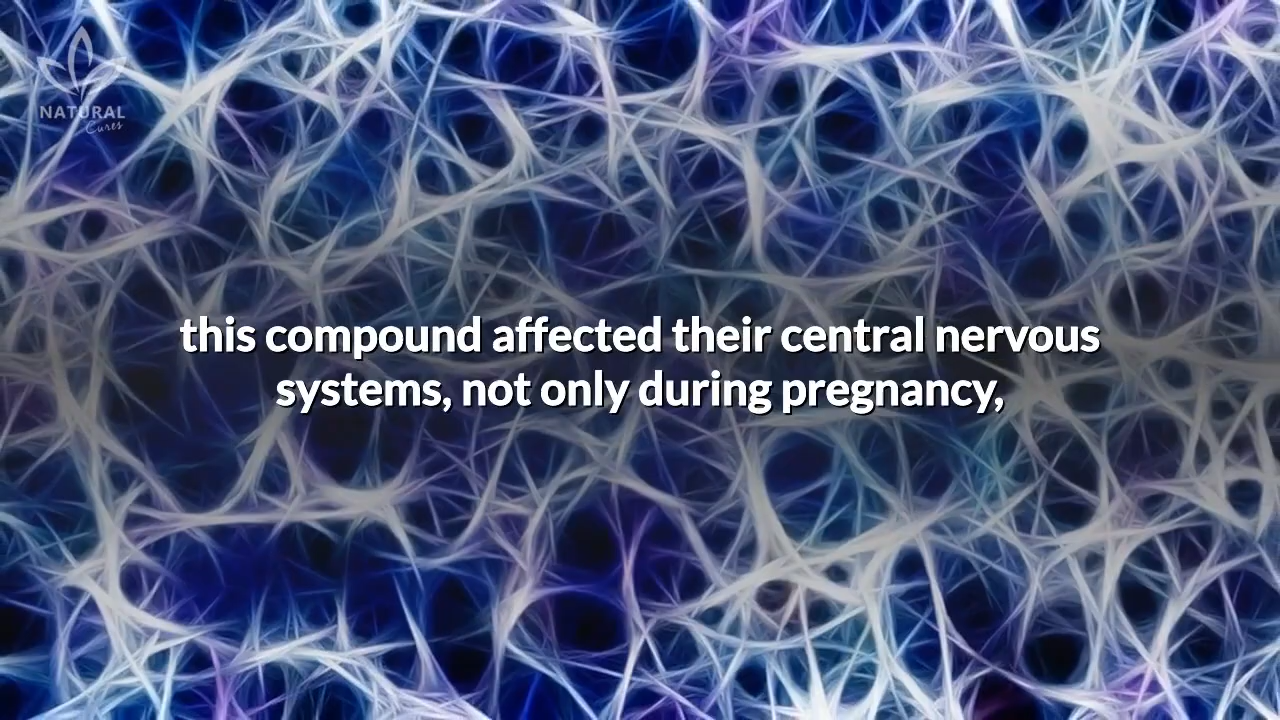 NATURAL
Cures
this compound affected their central nervous
systems, not only during pregnancy,